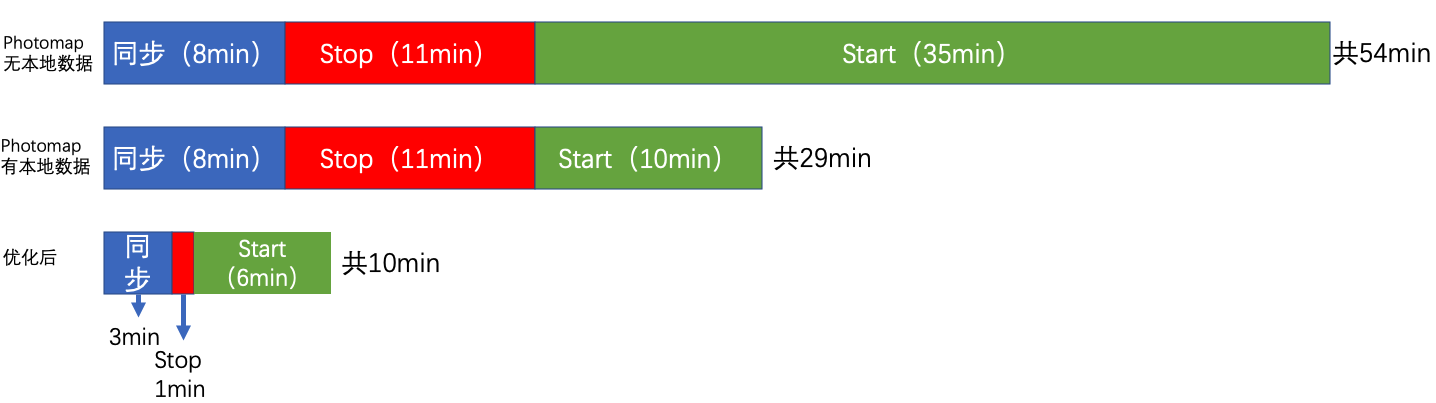 Photomap
无本地数据
同步（8min）
Stop（11min）
Start（35min）
共54min
Photomap
有本地数据
同步（8min）
Stop（11min）
Start（10min）
共29min
优化后
同
步
Start
（6min）
共10min
3min
Stop
1min